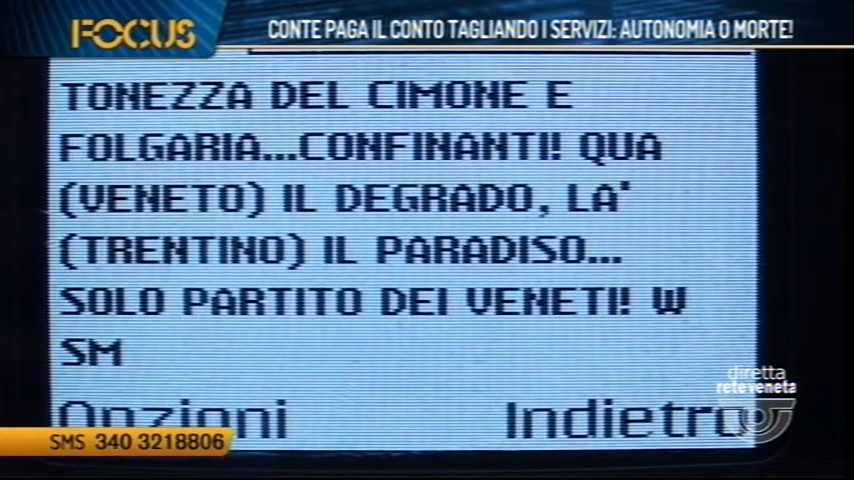 FOCUS
CONTE PAGA IL CONTO TAGLIANDO I SERVIZI: AUTONOMIA O MORTE!
TONEZZA DEL CIMONE E
FOLGARIA...CONFINANTI! QUA
(VENETO) IL DEGRADO, LA'
(TRENTINO) IL PARADISO...
SOLO PARTITO DEI VENETI! W
SM
Opzioni Indietro
diretta
reteveneta
SMS 340 3218806